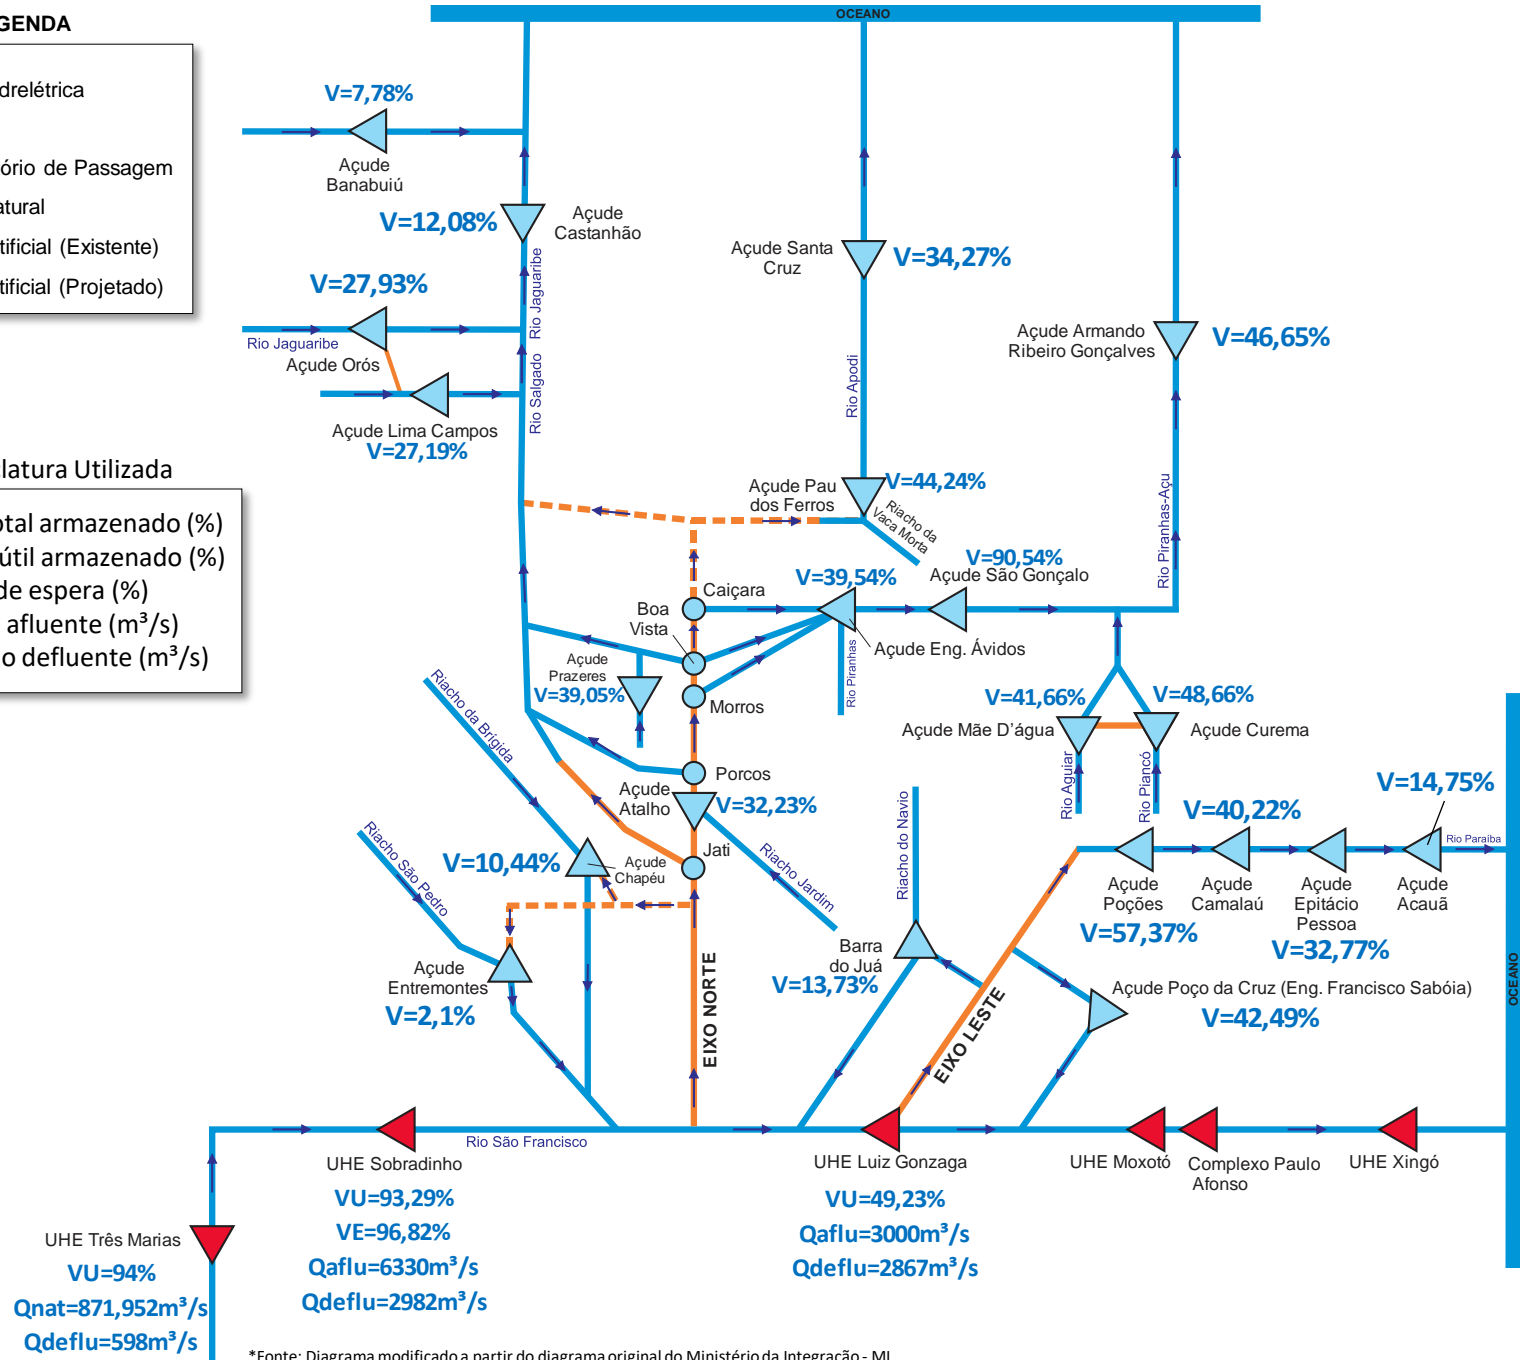 OCEANO
GENDA
drelétrica
ório de Passagem
atural
tificial (Existente)
tificial (Projetado)
V=7,78%
Açude
Banabuiú
V=12,08%
Açude
Castanhão
Rio Jaguaribe
V=27,93%
Rio Jaguaribe
Açude Orós
Rio Salgado
Açude Lima Campos
V=27,19%
Açude Santa
Cruz
V=34,27%
Rio Apodi
Açude Armando
Ribeiro Gonçalves
V=46,65%
Rio Piranhas-Açu
latura Utilizada
otal armazenado (%)
útil armazenado (%)
de espera (%)
afluente (m³/s)
o defluente (m³/s)
Açude Pau
dos Ferros
V=44,24%
Riacho da
Vaca Morta
V=90,54%
Açude São Gonçalo
V=39,54%
Açude Eng. Ávidos
Rio Piranhas
Caiçara
Boa
Vista
Morros
Açude
Prazeres
V=39,05%
Porcos
Açude
Atalho
V=32,23%
Riacho Jardim
Jati
Riacho da Brígida
Riacho São Pedro
V=10,44%
Açude
Chapéu
Açude
Entremontes
V=2,1%
EIXO NORTE
V=41,66%
Açude Mãe D'água
Rio Aguiar
V=48,66%
Açude Curema
Rio Piancó
V=14,75%
V=40,22%
Rio Paraíba
Açude
Poções
V=57,37%
Açude
Camalaú
Açude
Epitácio
Pessoa
V=32,77%
Açude
Acauã
Riacho do Navio
Barra
do Juá
V=13,73%
EIXO LESTE
Açude Poço da Cruz (Eng. Francisco Sabóia)
V=42,49%
OCEANO
Rio São Francisco
UHE Sobradinho
VU=93,29%
VE=96,82%
Qaflu=6330m³/s
Qdeflu=2982m³/s
UHE Luiz Gonzaga
VU=49,23%
Qaflu=3000m³/s
Qdeflu=2867m³/s
UHE Moxotó
Complexo Paulo
Afonso
UHE Xingó
UHE Três Marias
VU=94%
Qnat=871,952m³/s
Qdeflu=598m³/s
*Fonte: Diagrama modificado a partir do diagrama original do Ministério da Integração - MI